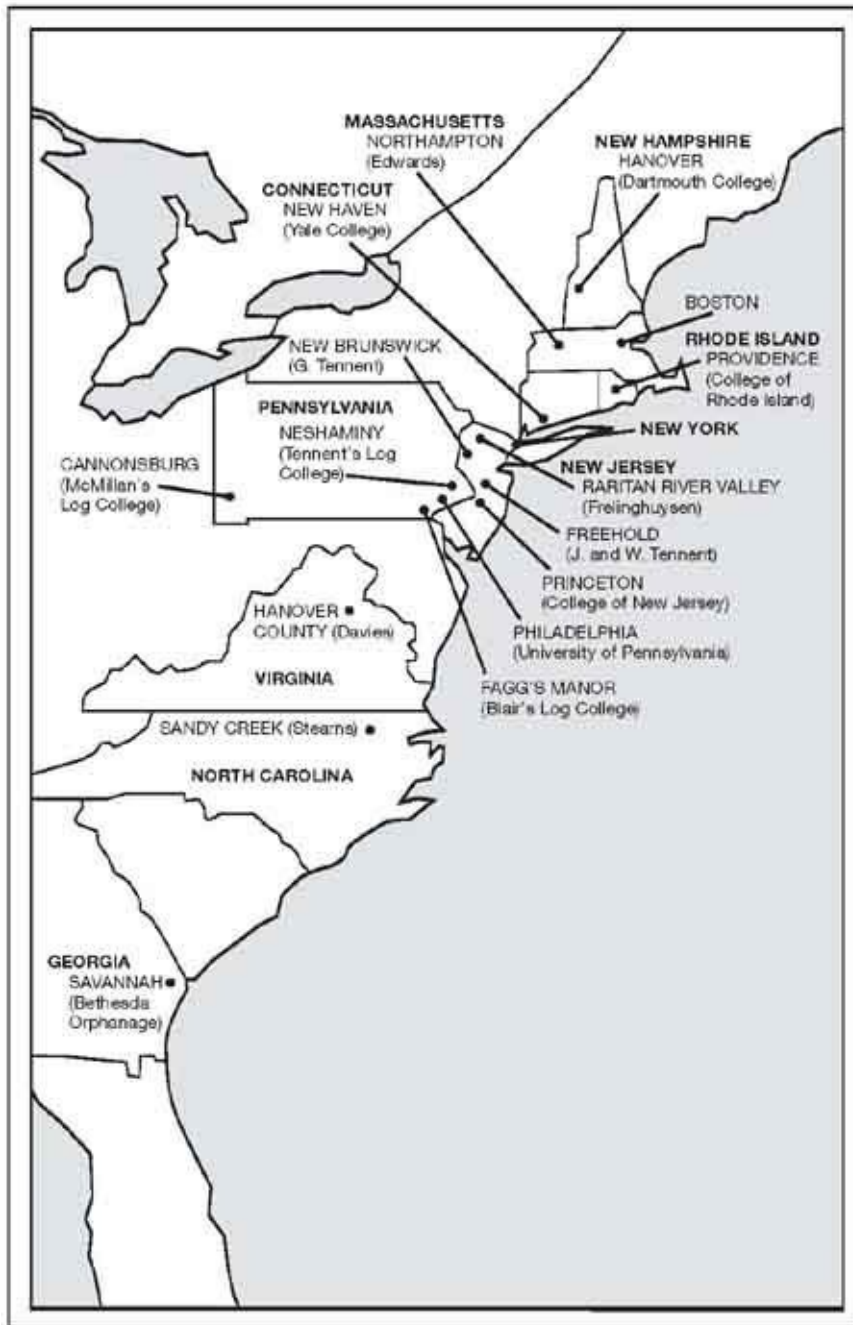 MASSACHUSETTS
NORTHAMPTON
(Edwards)
NEW HAMPSHIRE
HANOVER
(Dartmouth College)
CONNECTICUT
NEW HAVEN
(Yale College)
BOSTON
RHODE ISLAND
PROVIDENCE
(College of
Rhode Island)
NEW BRUNSWICK
(G. Tennent)
PENNSYLVANIA
NESHAMINY
(Tennent's Log
College)
NEW YORK
CANNONSBURG
(McMillan's
Log College)
NEW JERSEY
RARITAN RIVER VALLEY
(Frelinghuysen)
FREEHOLD
(J. and W. Tennent)
PRINCETON
(College of New Jersey)
PHILADELPHIA
(University of Pennsylvania)
FAGG'S MANOR
(Blair's Log College)
HANOVER
COUNTY (Davies)
VIRGINIA
SANDY CREEK (Stearns)
NORTH CAROLINA
GEORGIA
SAVANNAH
(Bethesda
Orphanage)